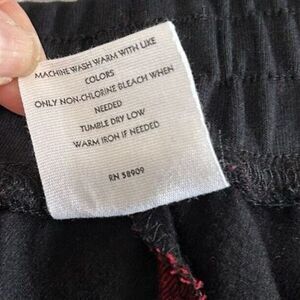 MACHINE WASH WARM WITH LIKE
COLORS
ONLY NON-CHLORINE BLEACH WHEN
NEEDED
TUMBLE DRY LOW
WARM IRON IF NEEDED
RN 58909